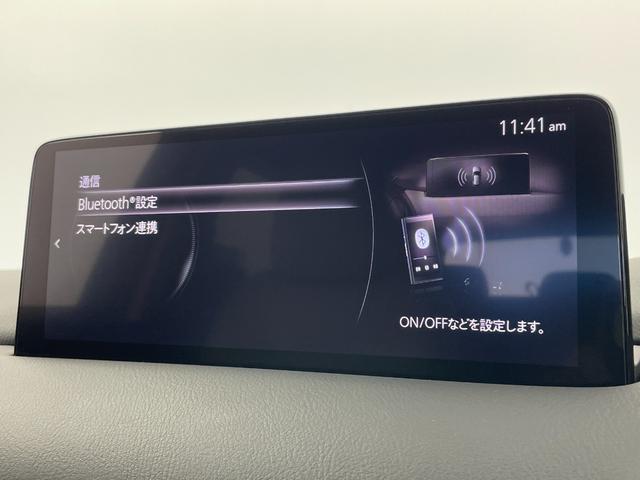 11:41 am
通信
Bluetooth®設定
スマートフォン連携
ON/OFFなどを設定します。